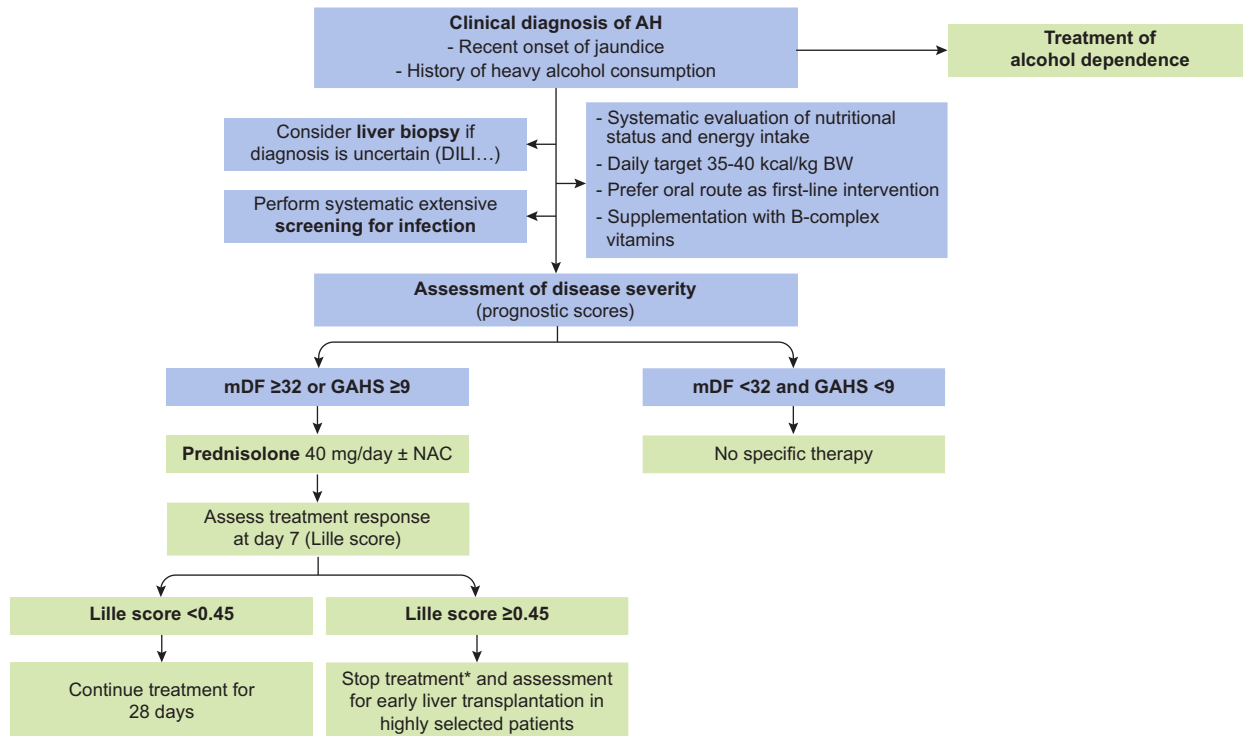 Clinical diagnosis of AH
- Recent onset of jaundice
- History of heavy alcohol consumption
Treatment of
alcohol dependence
Consider liver biopsy if
diagnosis is uncertain (DILI…)
Perform systematic extensive
screening for infection
- Systematic evaluation of nutritional
status and energy intake
- Daily target 35-40 kcal/kg BW
- Prefer oral route as first-line intervention
- Supplementation with B-complex
vitamins
Assessment of disease severity
(prognostic scores)
mDF ≥32 or GAHS ≥9
mDF <32 and GAHS <9
Prednisolone 40 mg/day ± NAC
No specific therapy
Assess treatment response
at day 7 (Lille score)
Lille score <0.45
Lille score ≥0.45
Continue treatment for
28 days
Stop treatment* and assessment
for early liver transplantation in
highly selected patients